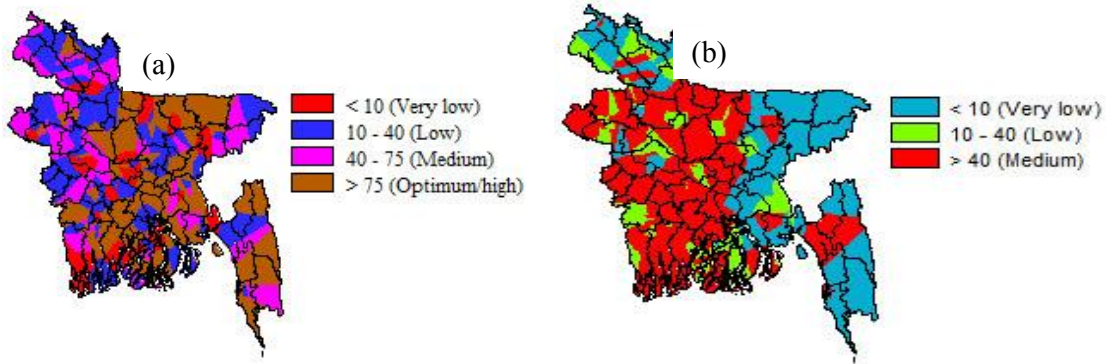 (a)
< 10 (Very low)
10 - 40 (Low)
40 - 75 (Medium)
> 75 (Optimum/high)
(b)
< 10 (Very low)
10 - 40 (Low)
> 40 (Medium)